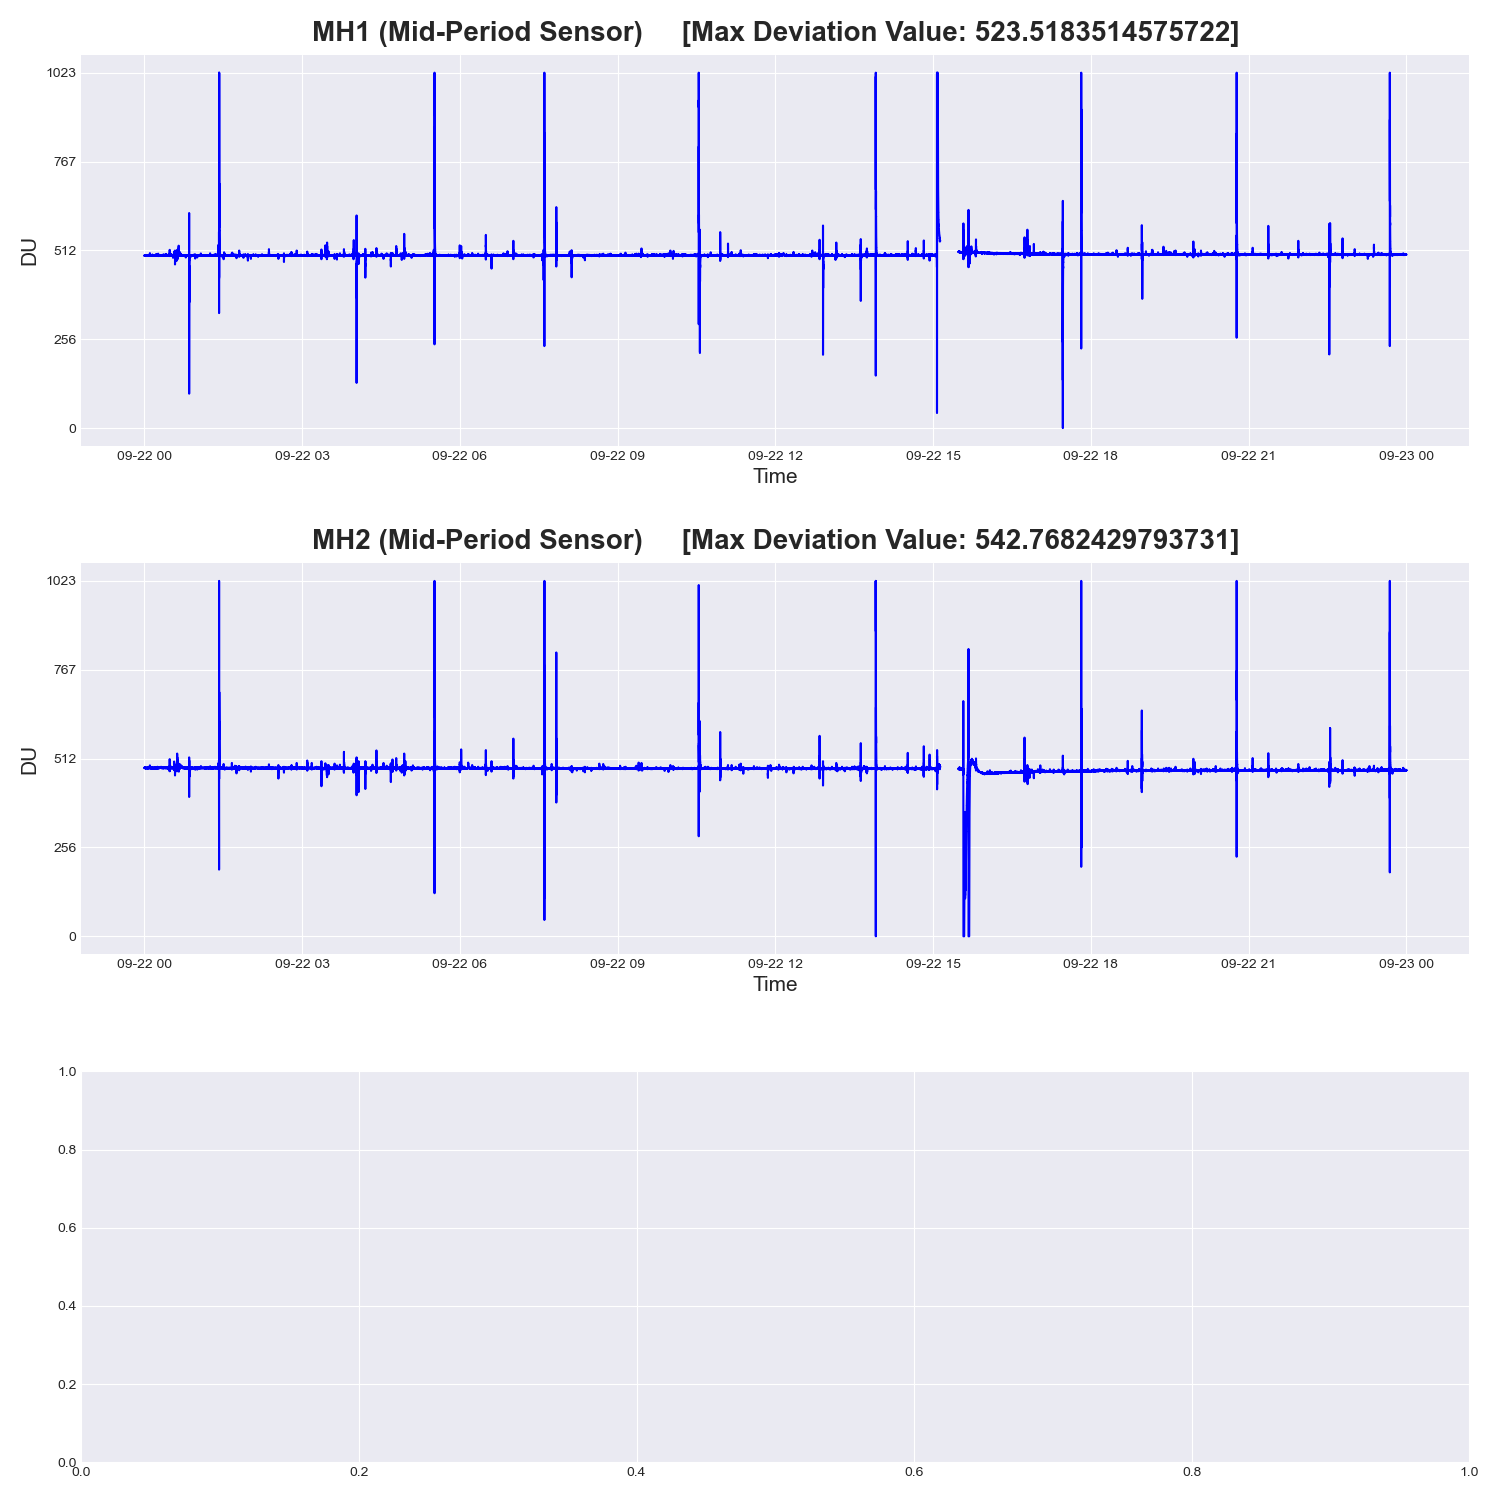 MH1 (Mid-Period Sensor) [Max Deviation Value: 523.5183514575722]
1023
767
512
256
0
DU
09-22 00 09-22 03 09-22 06 09-22 09 09-22 12 09-22 15 09-22 18 09-22 21 09-23 00
Time
MH2 (Mid-Period Sensor) [Max Deviation Value: 542.7682429793731]
1023
767
512
256
0
DU
09-22 00 09-22 03 09-22 06 09-22 09 09-22 12 09-22 15 09-22 18 09-22 21 09-23 00
Time
1.0
0.8
0.6
0.4
0.2
0.0
0.0 0.2 0.4 0.6 0.8 1.0